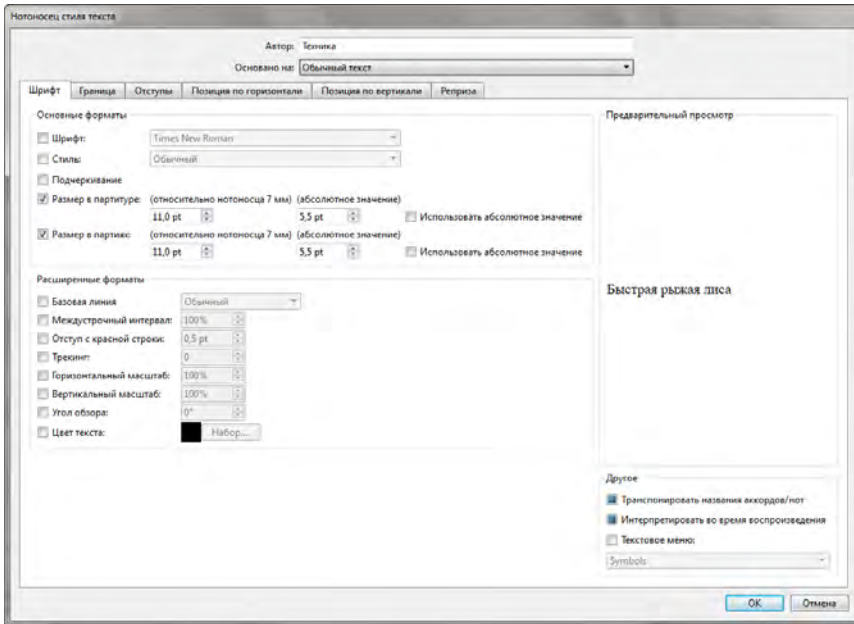 Нотоносец стиля текста
Автор: Техника
Основано на: Обычный текст
Шрифт Граница Отступы Позиция по горизонтали Позиция по вертикали Реприза
Основные форматы
Шрифт: Times New Roman
Стиль: Обычный
Подчеркивание
Размер в партитуре: (относительно нотоносца 7 мм) (абсолютное значение)
11,0 pt 5,5 pt Использовать абсолютное значение
Размер в партиях: (относительно нотоносца 7 мм) (абсолютное значение)
11,0 pt 5,5 pt Использовать абсолютное значение
Расширенные форматы
Базовая линия Обычный
Междустрочный интервал: 100%
Отступ с красной строки: 0,5 pt
Трекинг: 0
Горизонтальный масштаб: 100%
Вертикальный масштаб: 100%
Угол обзора: 0°
Цвет текста: Набор...
Предварительный просмотр
Быстрая рыжая лиса
Другое
Транспонировать названия аккордов/нот
Интерпретировать во время воспроизведения
Текстовое меню:
Symbols
OK Отмена